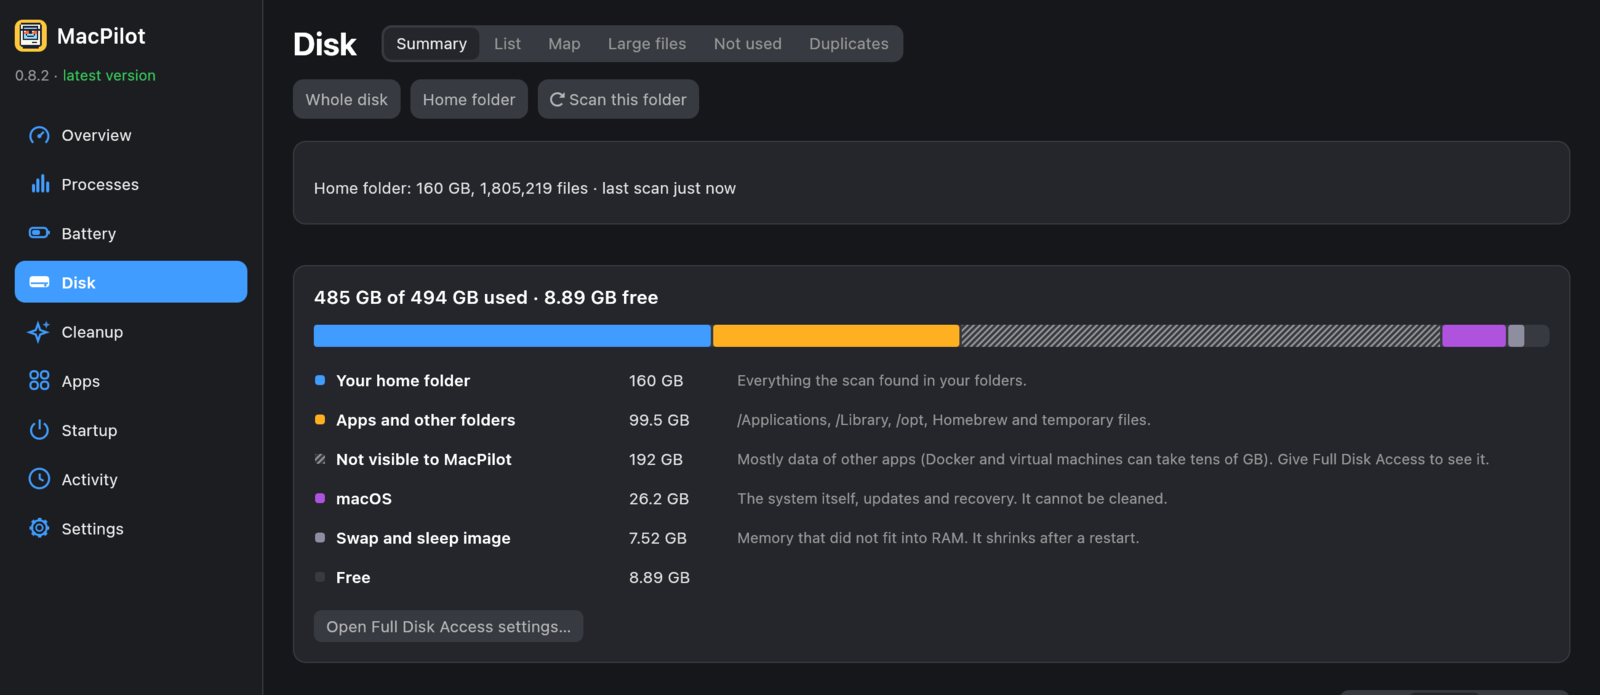 MacPilot
0.8.2 · latest version
Overview
Processes
Battery
Disk
Cleanup
Apps
Startup
Activity
Settings
Disk
Summary List Map Large files Not used Duplicates
Whole disk Home folder Scan this folder
Home folder: 160 GB, 1,805,219 files · last scan just now
485 GB of 494 GB used · 8.89 GB free
Your home folder 160 GB Everything the scan found in your folders.
Apps and other folders 99.5 GB /Applications, /Library, /opt, Homebrew and temporary files.
Not visible to MacPilot 192 GB Mostly data of other apps (Docker and virtual machines can take tens of GB). Give Full Disk Access to see it.
macOS 26.2 GB The system itself, updates and recovery. It cannot be cleaned.
Swap and sleep image 7.52 GB Memory that did not fit into RAM. It shrinks after a restart.
Free 8.89 GB
Open Full Disk Access settings...